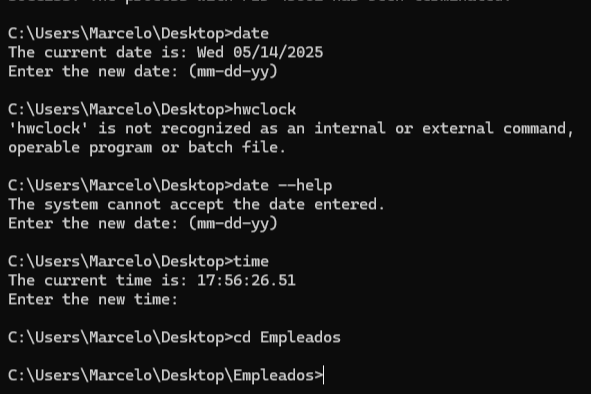 C:\Users\Marcelo\Desktop>date
The current date is: Wed 05/14/2025
Enter the new date: (mm-dd-yy)
C:\Users\Marcelo\Desktop>hwclock
'hwclock' is not recognized as an internal or external command,
operable program or batch file.
C:\Users\Marcelo\Desktop>date --help
The system cannot accept the date entered.
Enter the new date: (mm-dd-yy)
C:\Users\Marcelo\Desktop>time
The current time is: 17:56:26.51
Enter the new time:
C:\Users\Marcelo\Desktop>cd Empleados
C:\Users\Marcelo\Desktop\Empleados>